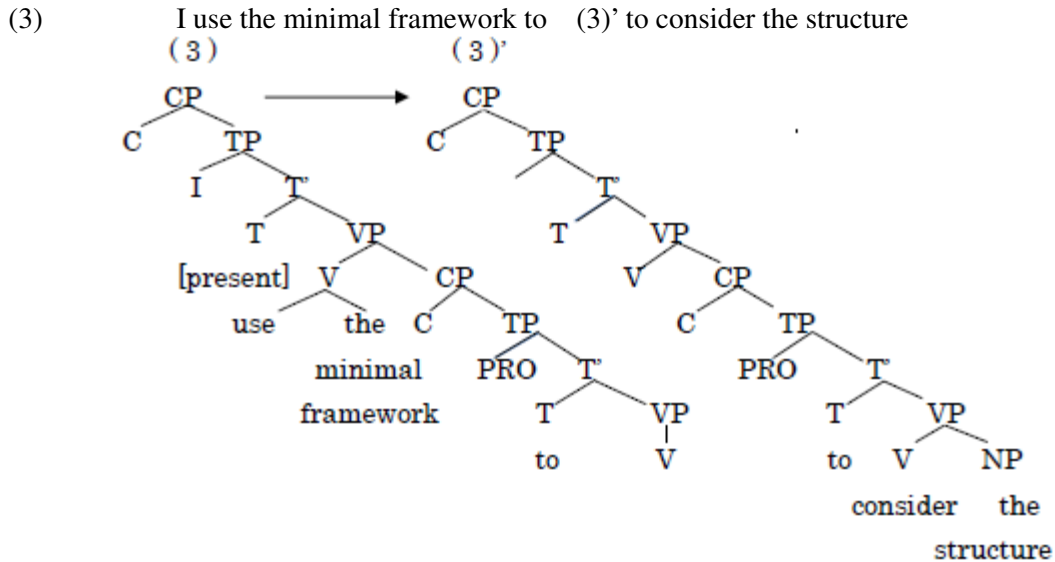 (3) I use the minimal framework to (3)’ to consider the structure
(3) (3)’
CP CP
C TP C TP
I T’ T’
T VP T VP
[present] V CP V CP
use the C TP C TP
minimal PRO T’ PRO T’
framework T VP T VP
to V to V NP
consider the
structure